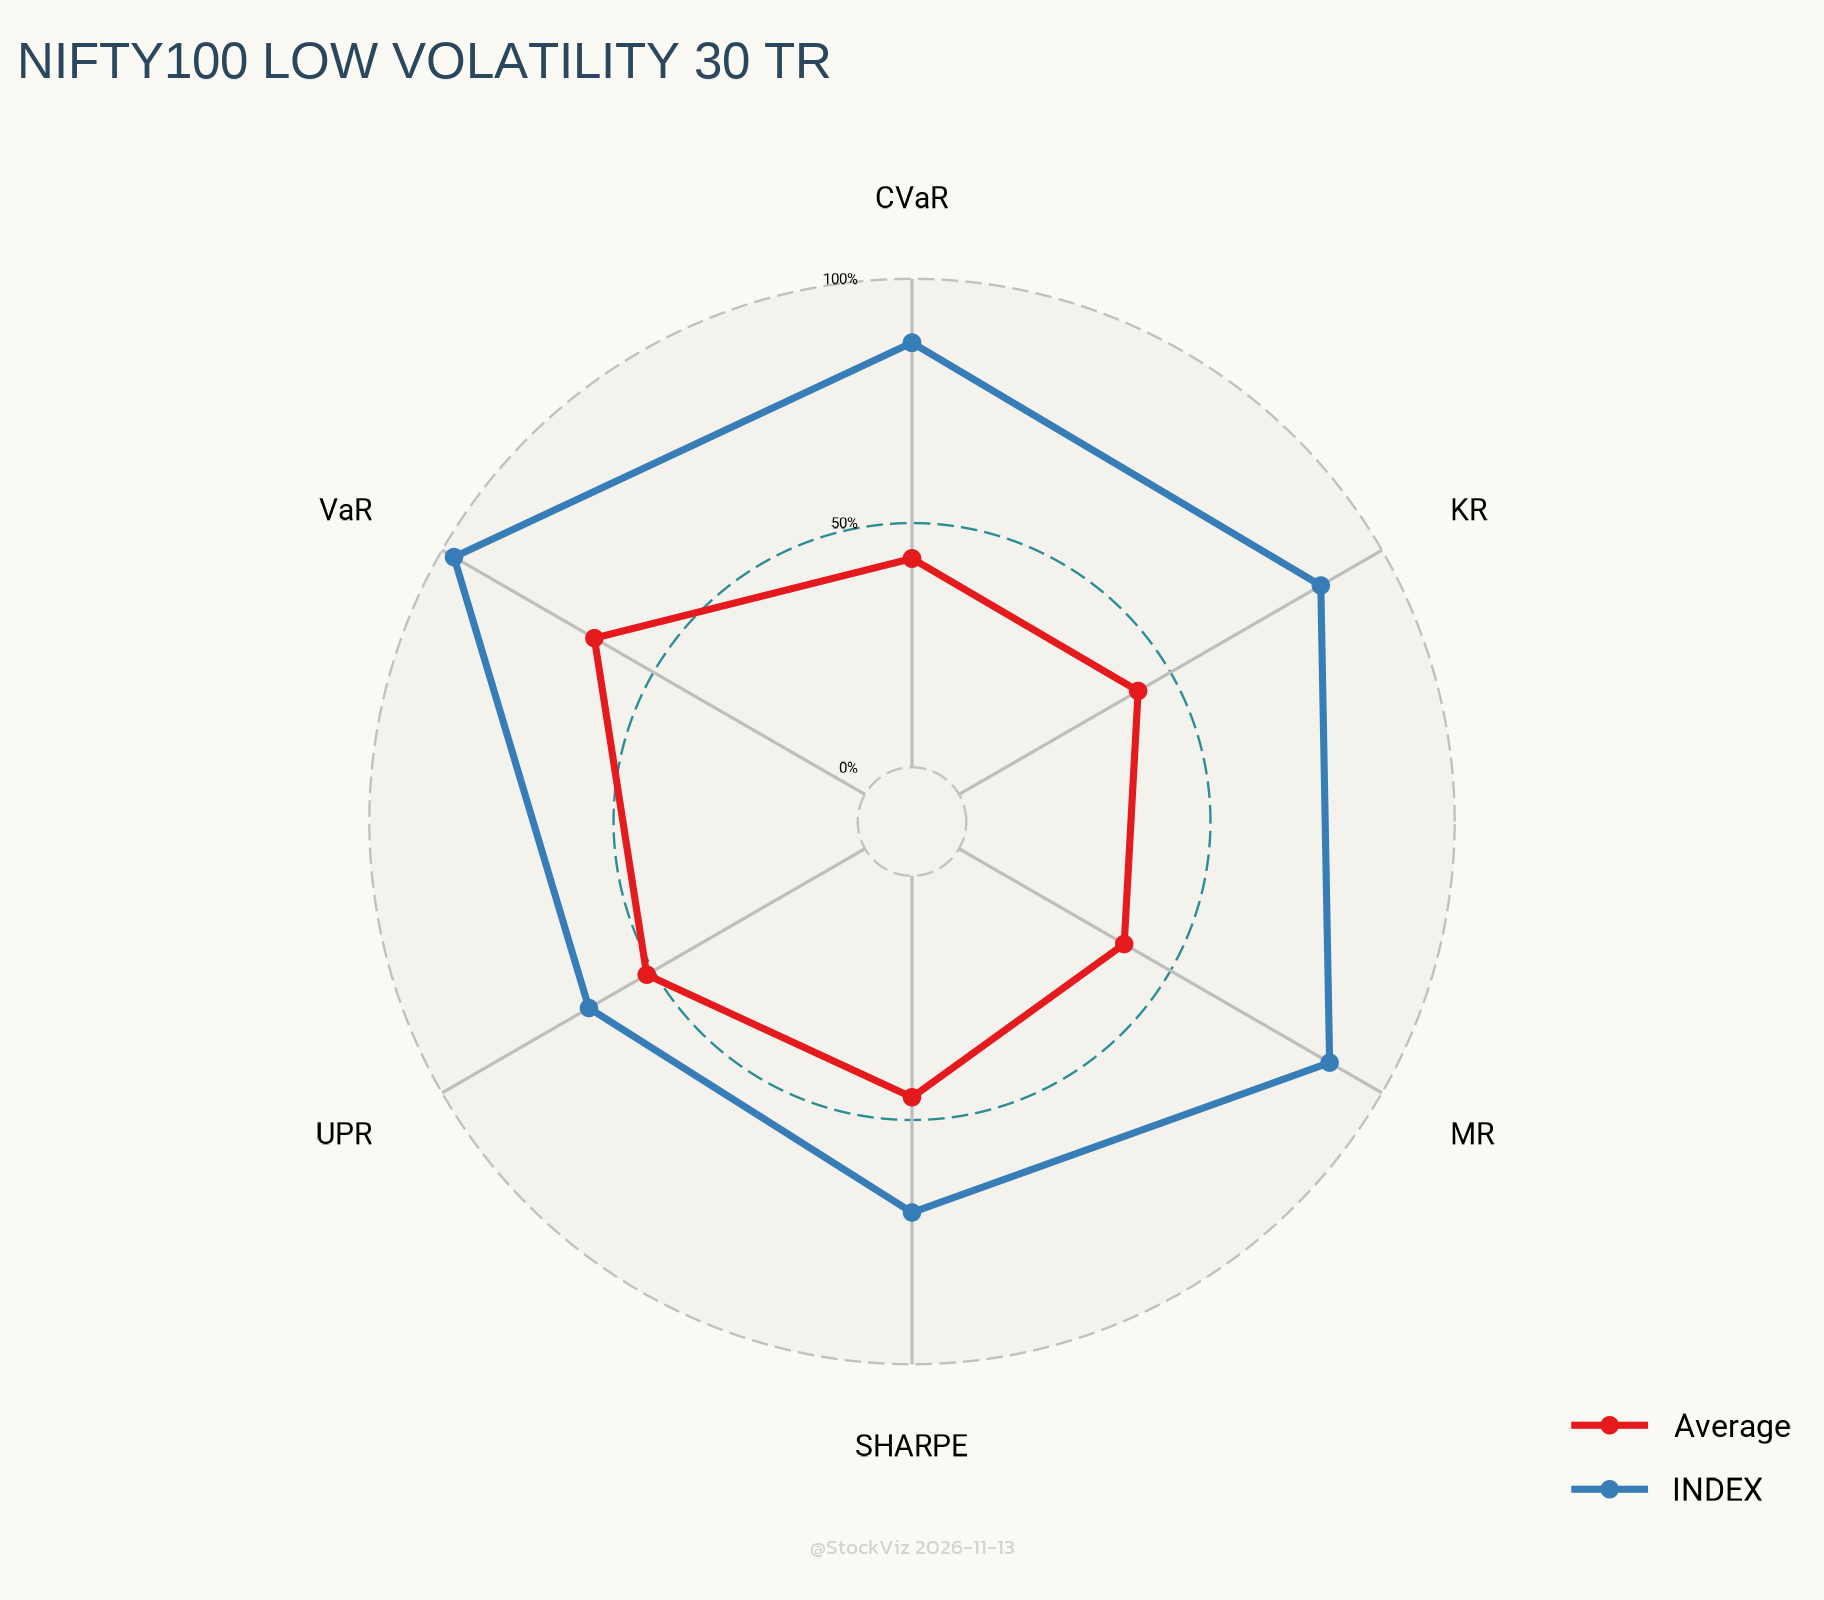 NIFTY100 LOW VOLATILITY 30 TR
CVaR
100%
VaR
KR
50%
0%
UPR
MR
SHARPE
Average
INDEX
@StockViz 2026-11-13